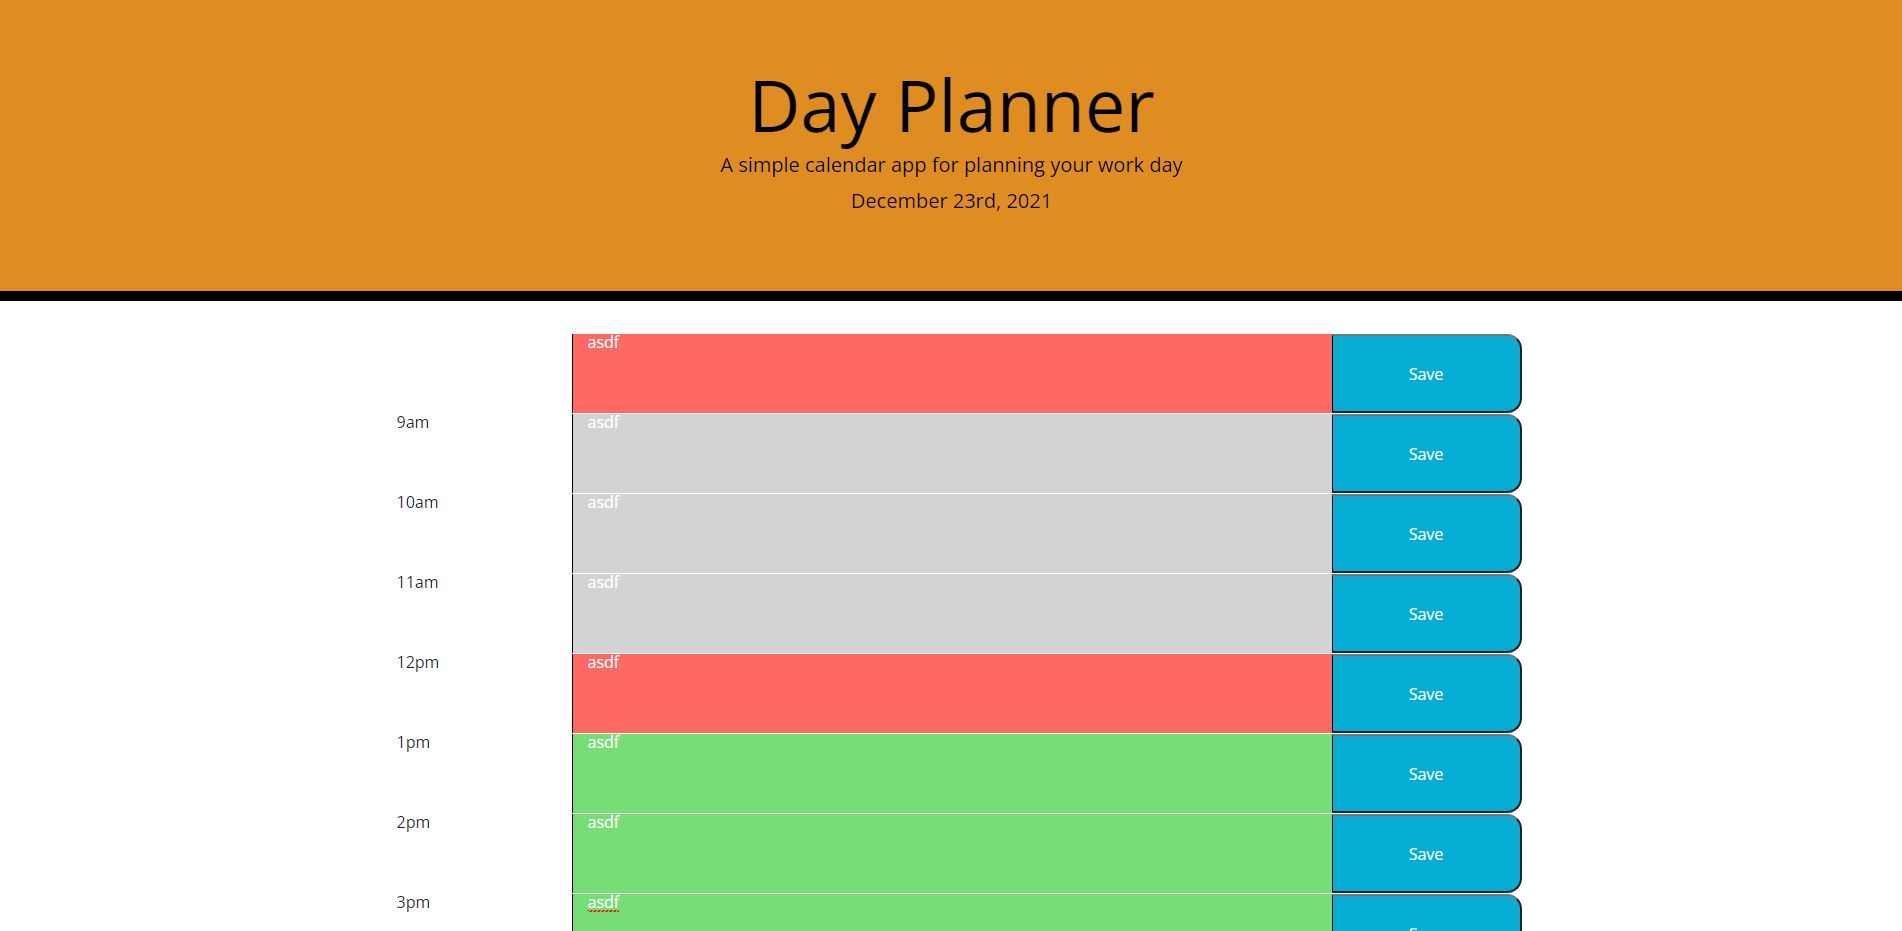 Day Planner
A simple calendar app for planning your work day
December 23rd, 2021
asdf
Save
9am asdf
Save
10am asdf
Save
11am asdf
Save
12pm asdf
Save
1pm asdf
Save
2pm asdf
Save
3pm asdf